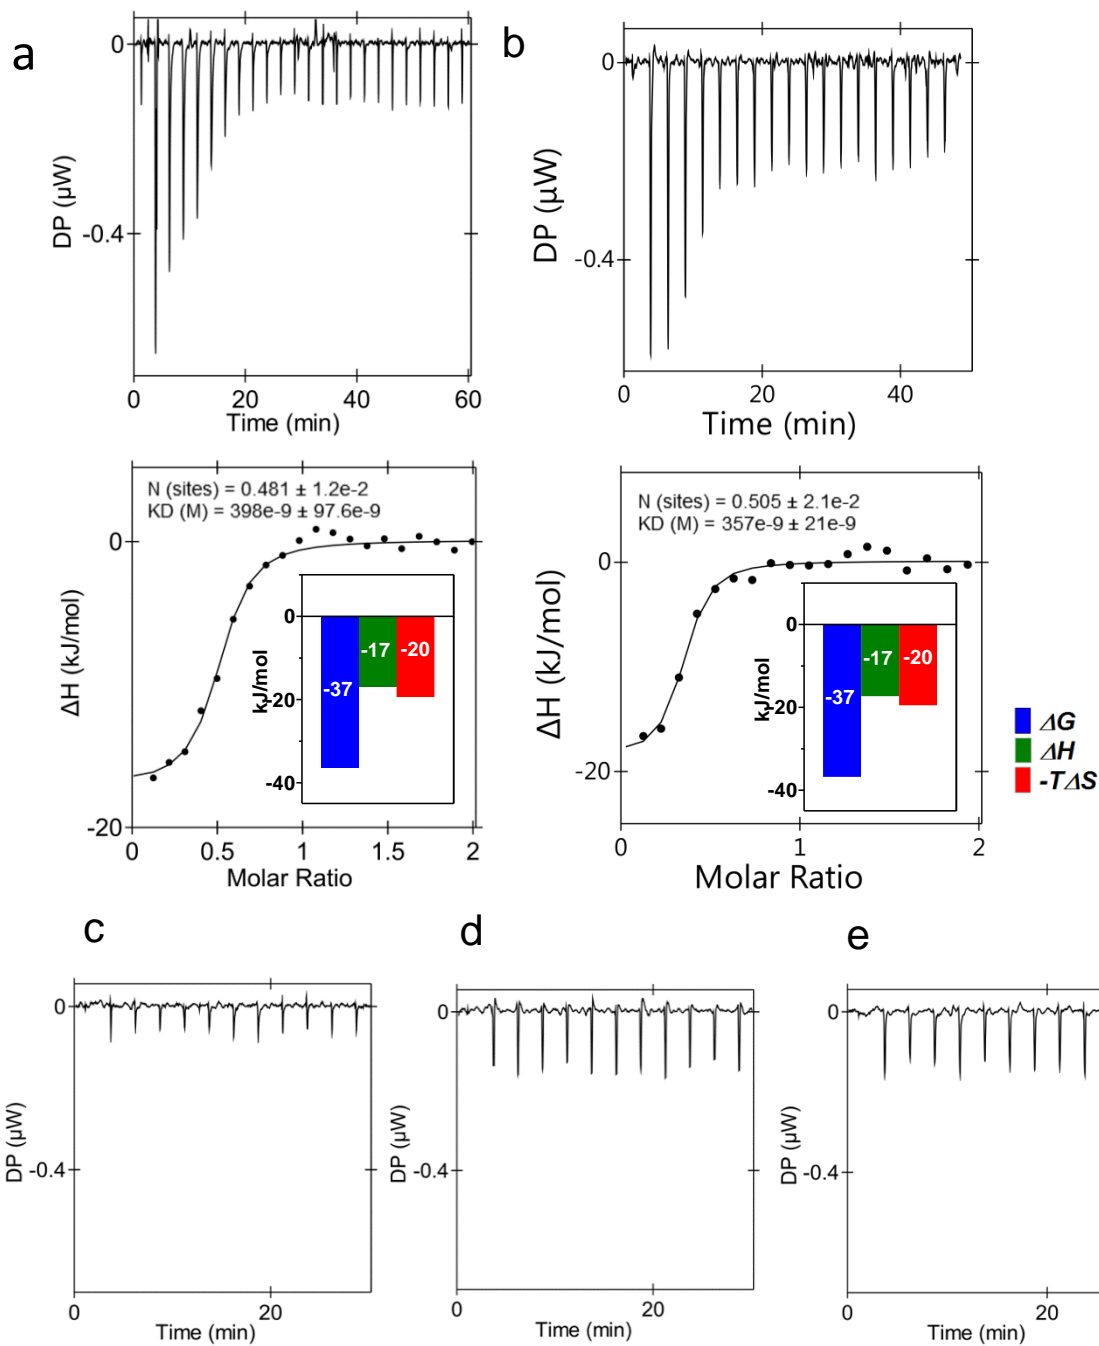 a
b
0
-0.4
DP (µW)
0
20
40
60
Time (min)
0
-0.4
DP (µW)
0
20
40
Time (min)
N (sites) = 0.481 ± 1.2e-2
KD (M) = 398e-9 ± 97.6e-9
0
-20
ΔH (kJ/mol)
0
0.5
1
1.5
2
Molar Ratio
0
-20
-40
kJ/mol
-37
-17
-20
N (sites) = 0.505 ± 2.1e-2
KD (M) = 357e-9 ± 21e-9
0
-20
ΔH (kJ/mol)
0
1
2
Molar Ratio
0
-20
-40
kJ/mol
-37
-17
-20
ΔG
ΔH
-TΔS
c
d
e
0
-0.4
DP (µW)
0
20
Time (min)
0
-0.4
DP (µW)
0
20
Time (min)
0
-0.4
DP (µW)
0
20
Time (min)